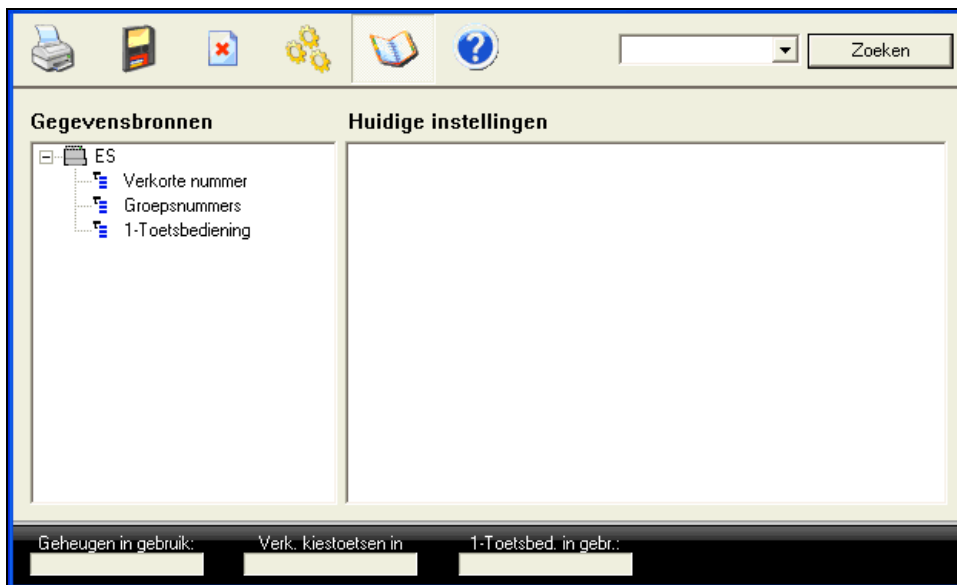 Zoeken
Gegevensbronnen
Huidige instellingen
ES
Verkorte nummer
Groepsnummers
1-Toetsbediening
Geheugen in gebruik:
Verk. kiestoetsen in
1-Toetsbed. in gebr.: